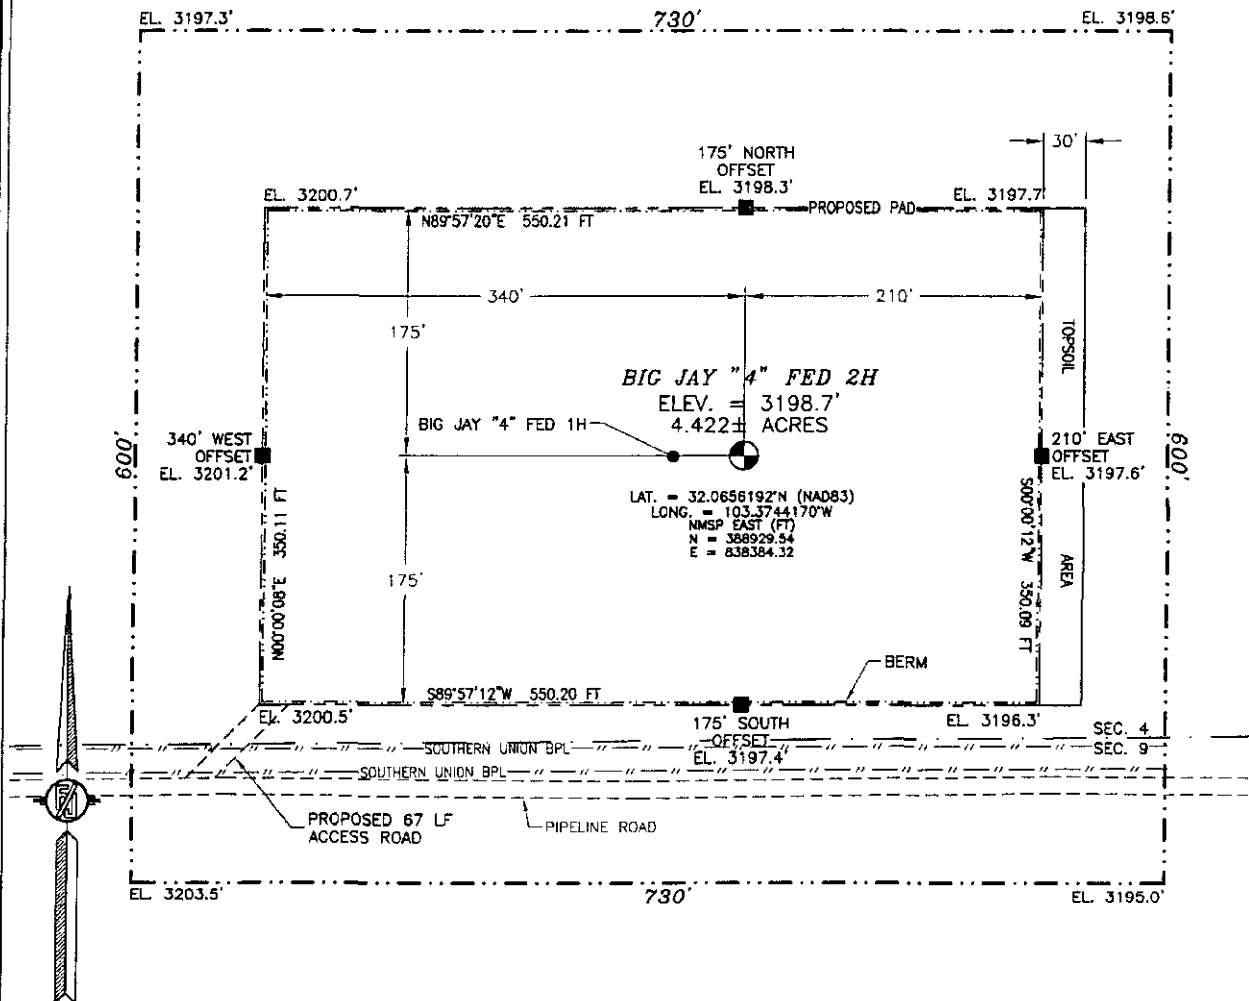 EL. 3197.3'
730'
EL. 3198.6'
30'
175' NORTH
OFFSET
EL. 3198.3'
EL. 3200.7'
EL. 3197.7'
PROPOSED PAD
N89°57'20"E 550.21 FT
340'
210'
175'
TOPSOIL
BIG JAY "4" FED 2H
ELEV. = 3198.7'
4.422± ACRES
BIG JAY "4" FED 1H
600'
340' WEST
OFFSET
EL. 3201.2'
210' EAST
OFFSET
EL. 3197.6'
600'
LAT. = 32.0656192°N (NAD83)
LONG. = 103.3744170°W
NMSP EAST (FT)
N = 388929.54
E = 838384.32
N00°00'08"E 350.11 FT
S00°00'12"W 350.09 FT
175'
AREA
BERM
S89°57'12"W 550.20 FT
EL. 3200.5'
175' SOUTH
OFFSET
EL. 3197.4'
EL. 3196.3'
SEC. 4
SEC. 9
SOUTHERN UNION BPL
SOUTHERN UNION BPL
PROPOSED 67 LF
ACCESS ROAD
PIPELINE ROAD
EL. 3203.5'
730'
EL. 3195.0'